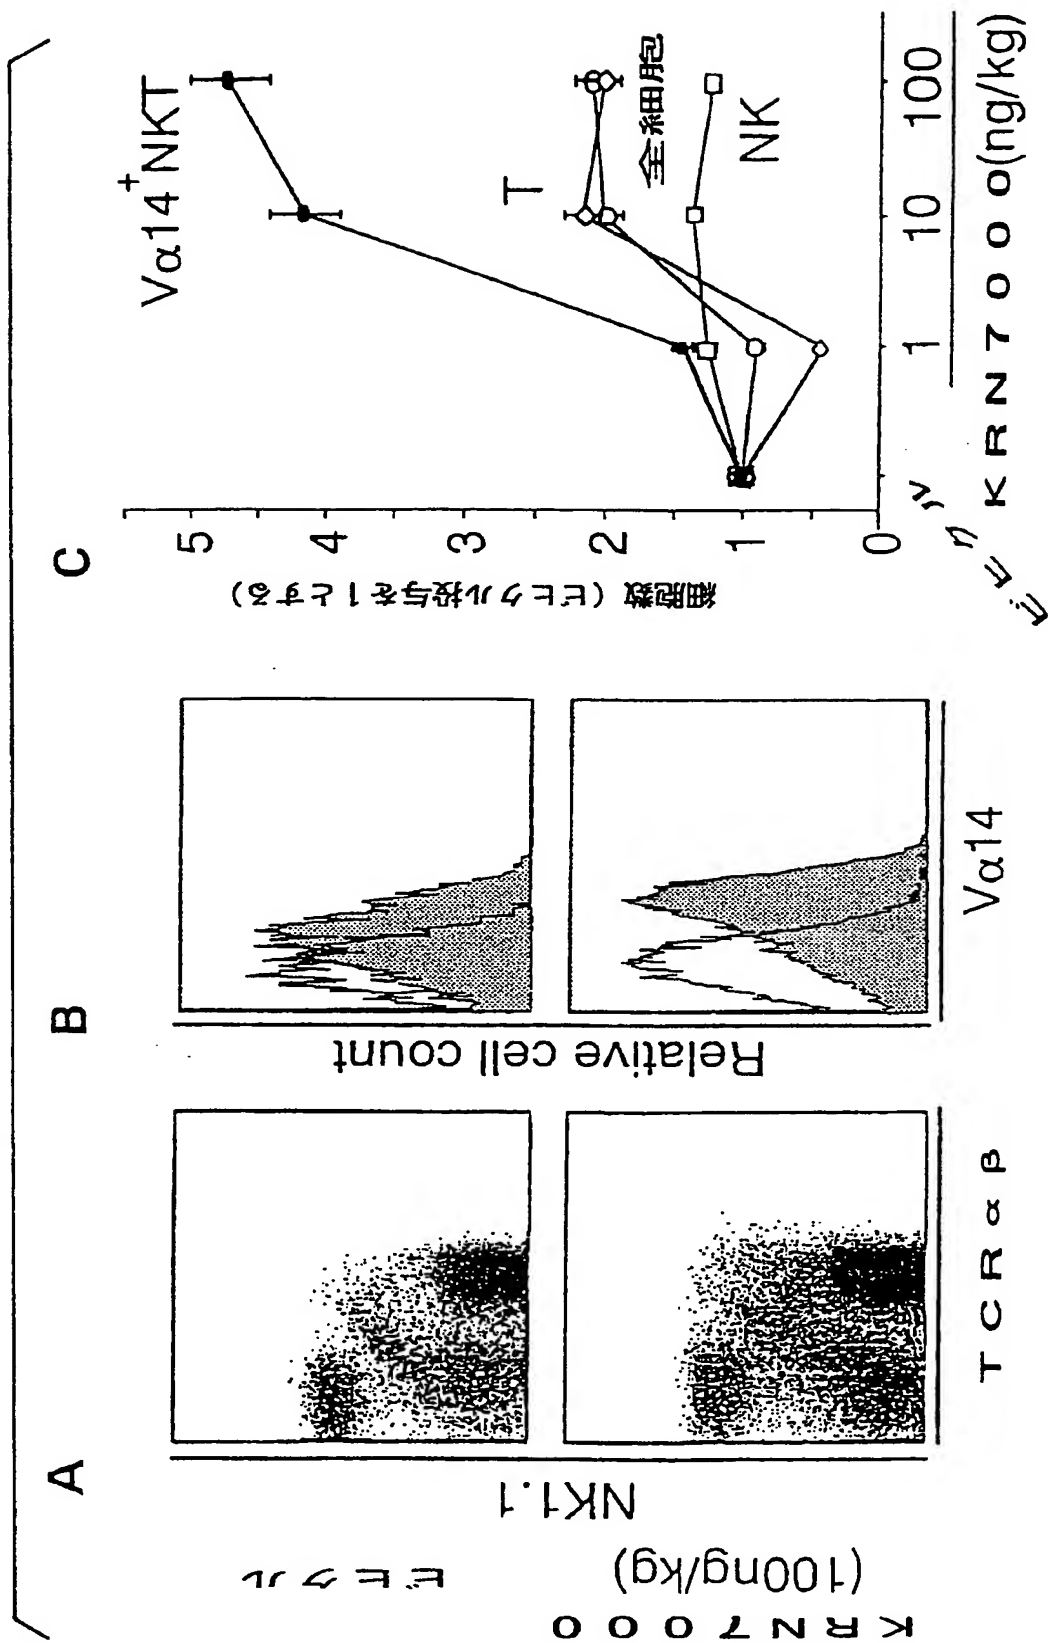 A
ビヒクル
KRN7000
(100ng/kg)
NK1.1
TCRαβ
B
Relative cell count
Vα14
C
細胞数(ビヒクル投与を1とする)
5
4
3
2
1
0
Vα14+NKT
T
全細胞
NK
ビヒクル
1
10
100
KRN7000(ng/kg)